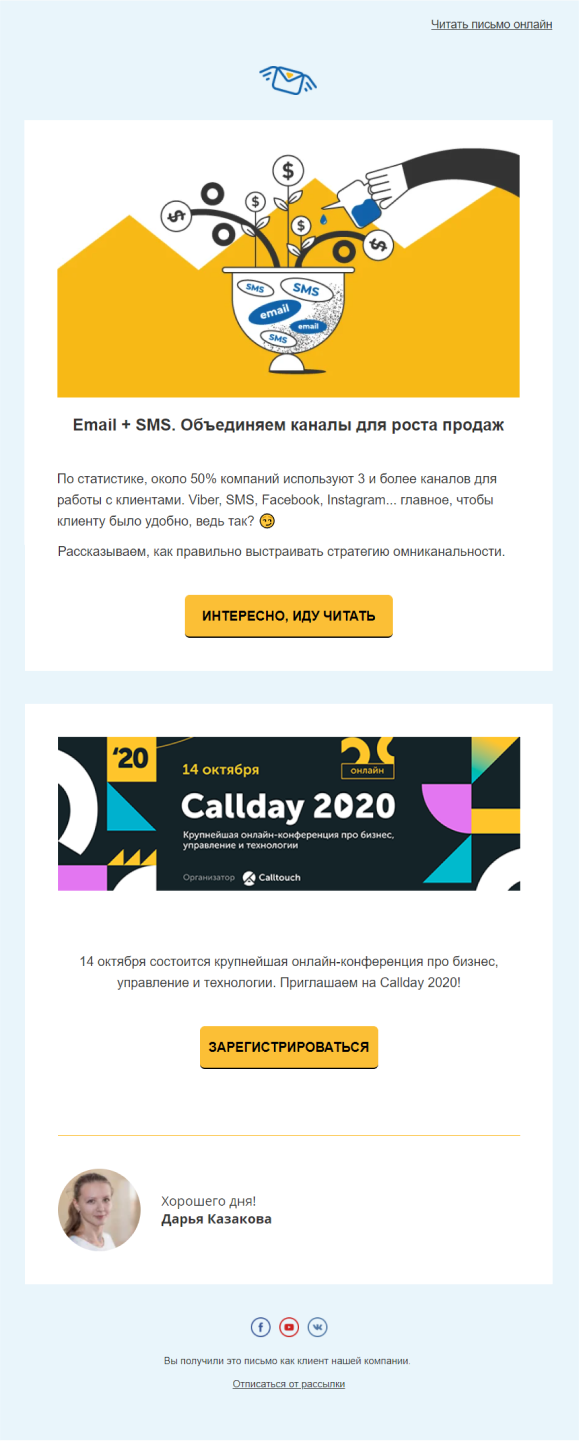 Читать письмо онлайн
$
$
$
$
$
SMS
SMS
email
email
SMS
Email + SMS. Объединяем каналы для роста продаж
По статистике, около 50% компаний используют 3 и более каналов для
работы с клиентами. Viber, SMS, Facebook, Instagram... главное, чтобы
клиенту было удобно, ведь так? 😏
Рассказываем, как правильно выстраивать стратегию омниканальности.
ИНТЕРЕСНО, ИДУ ЧИТАТЬ
‘20
14 октября
онлайн
Callday 2020
Крупнейшая онлайн-конференция про бизнес,
управление и технологии
Организатор Calltouch
14 октября состоится крупнейшая онлайн-конференция про бизнес,
управление и технологии. Приглашаем на Callday 2020!
ЗАРЕГИСТРИРОВАТЬСЯ
Хорошего дня!
Дарья Казакова
Вы получили это письмо как клиент нашей компании.
Отписаться от рассылки